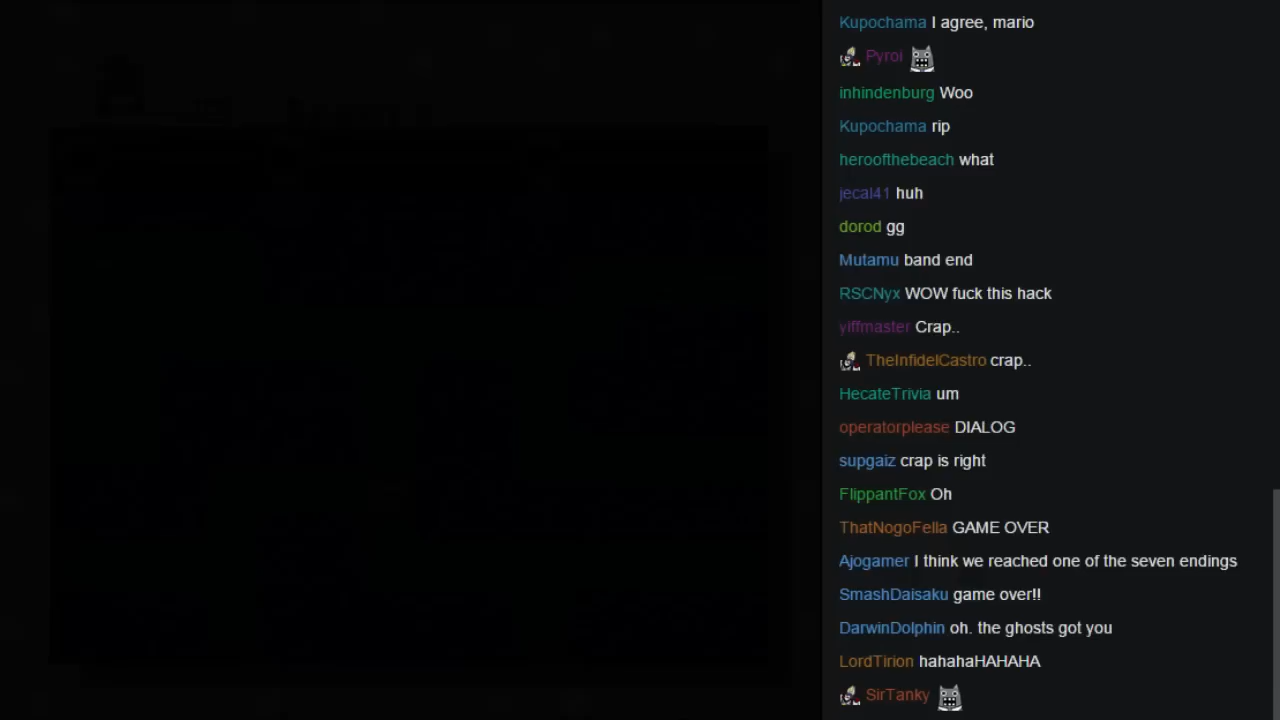 Kupochama I agree, mario
Pyroi
inhindenburg Woo
Kupochama rip
heroofthebeach what
jecal41 huh
dorod gg
Mutamu band end
RSCNyx WOW fuck this hack
yiffmaster Crap..
TheInfidelCastro crap..
HecateTrivia um
operatorplease DIALOG
supgaiz crap is right
FlippantFox Oh
ThatNogoFella GAME OVER
Ajogamer I think we reached one of the seven endings
SmashDaisaku game over!!
DarwinDolphin oh. the ghosts got you
LordTirion hahahaHAHAHA
SirTanky